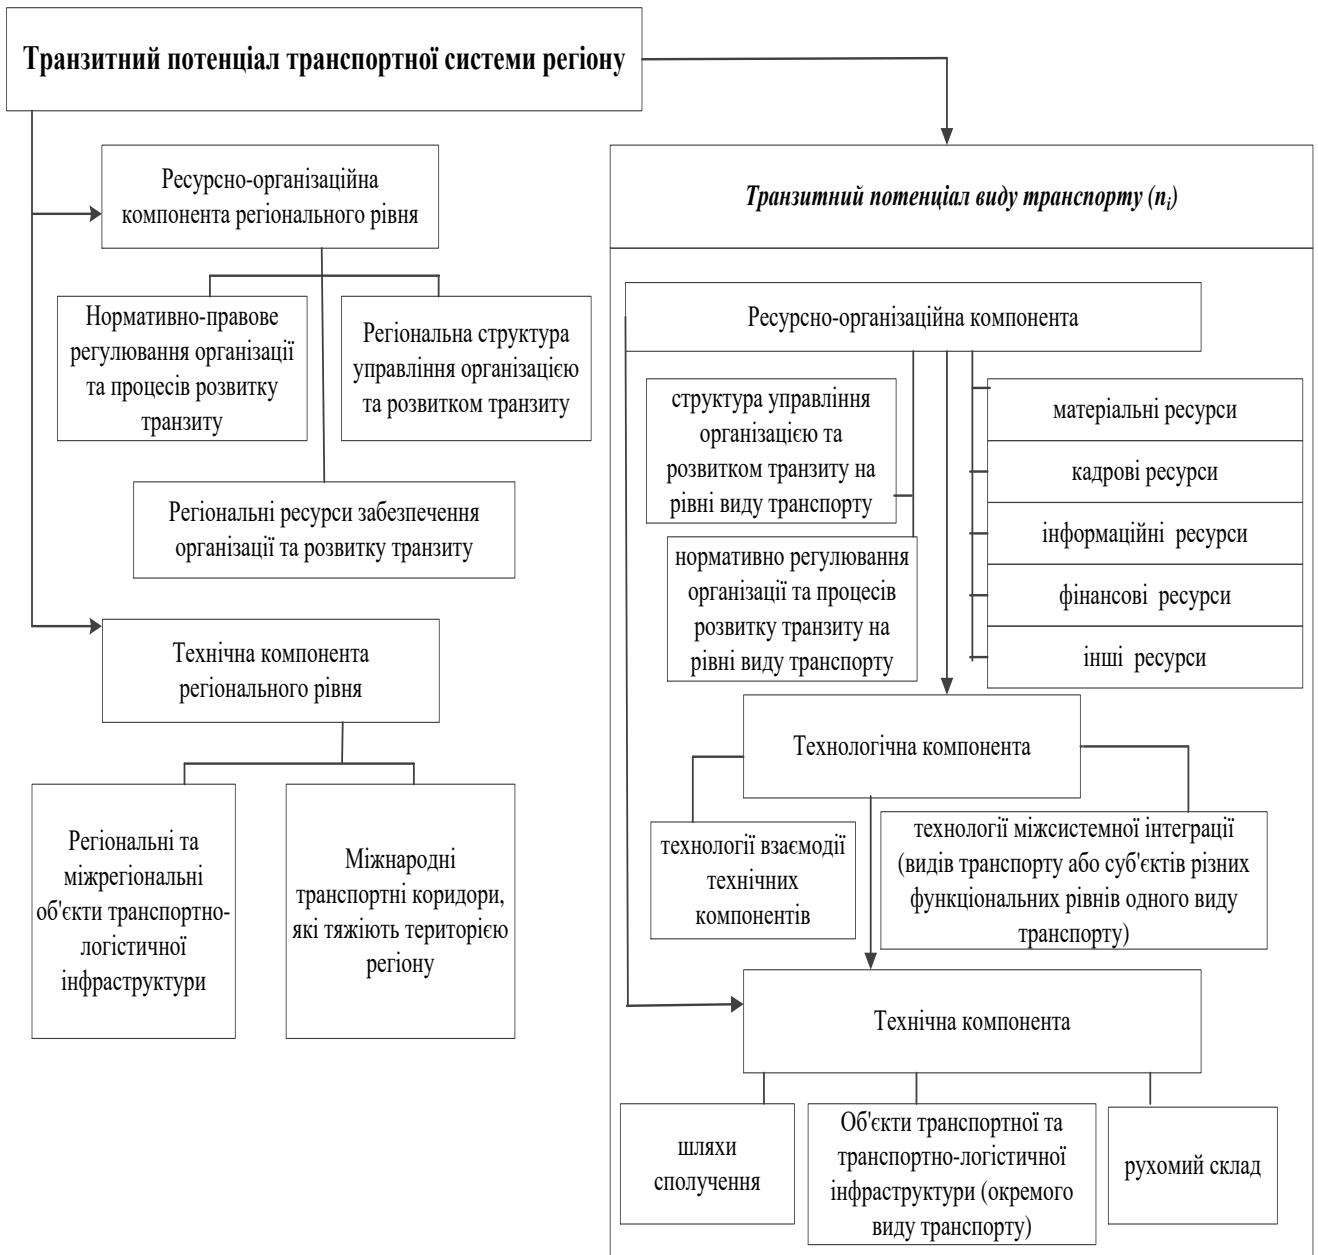 Транзитний потенціал транспортної системи регіону
Ресурсно-організаційна
компонента регіонального рівня
Нормативно-правове
регулювання організації
та процесів розвитку
транзиту
Регіональна структура
управління організацією
та розвитком транзиту
Регіональні ресурси забезпечення
організації та розвитку транзиту
Технічна компонента
регіонального рівня
Регіональні та
міжрегіональні
об'єкти транспортно-
логістичної
інфраструктури
Міжнародні
транспортні коридори,
які тяжіють територією
регіону
Транзитний потенціал виду транспорту (ni)
Ресурсно-організаційна компонента
структура управління
організацією та
розвитком транзиту на
рівні виду транспорту
нормативно регулювання
організації та процесів
розвитку транзиту на
рівні виду транспорту
матеріальні ресурси
кадрові ресурси
інформаційні ресурси
фінансові ресурси
інші ресурси
Технологічна компонента
технології взаємодії
технічних
компонентів
технології міжсистемної інтеграції
(видів транспорту або суб'єктів різних
функціональних рівнів одного виду
транспорту)
Технічна компонента
шляхи
сполучення
Об'єкти транспортної та
транспортно-логістичної
інфраструктури (окремого
виду транспорту)
рухомий склад